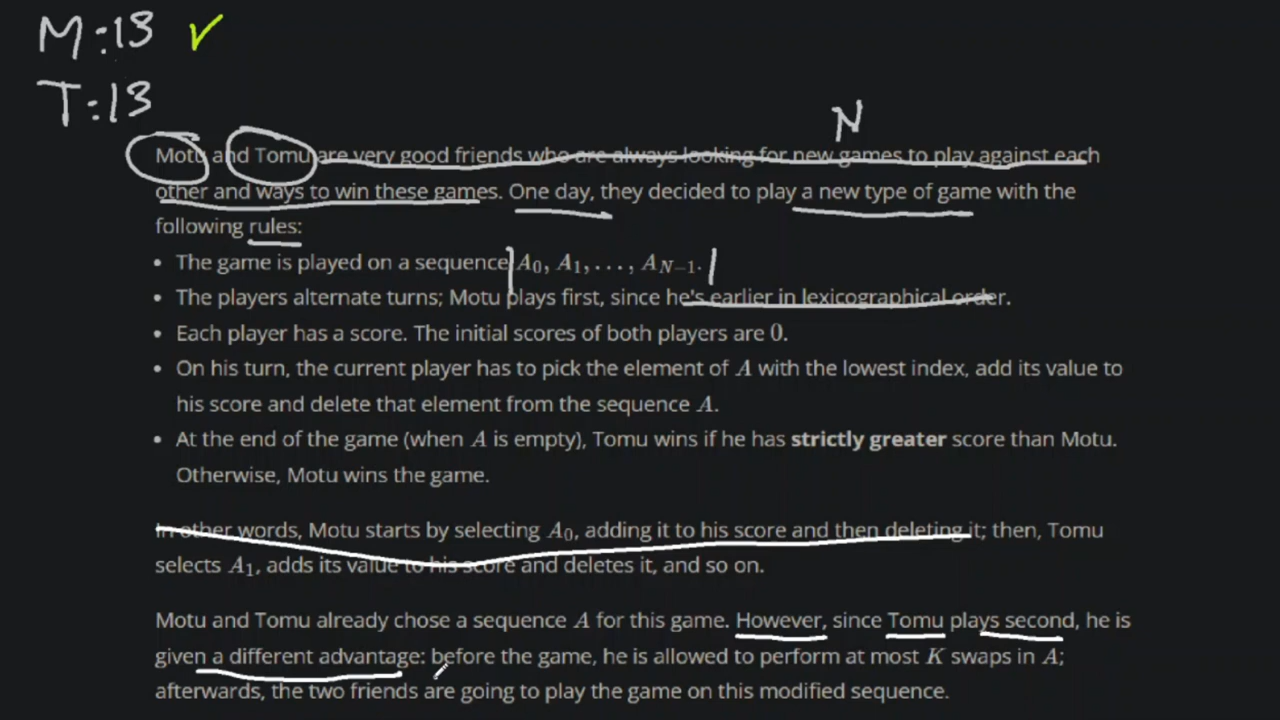 M:13 ✓
T:13
N
Motu and Tomu are very good friends who are always looking for new games to play against each
other and ways to win these games. One day, they decided to play a new type of game with the
following rules:
• The game is played on a sequence A₀, A₁, . . . , A_{N−1}.
• The players alternate turns; Motu plays first, since he's earlier in lexicographical order.
• Each player has a score. The initial scores of both players are 0.
• On his turn, the current player has to pick the element of A with the lowest index, add its value to
his score and delete that element from the sequence A.
• At the end of the game (when A is empty), Tomu wins if he has strictly greater score than Motu.
Otherwise, Motu wins the game.
In other words, Motu starts by selecting A₀, adding it to his score and then deleting it; then, Tomu
selects A₁, adds its value to his score and deletes it, and so on.
Motu and Tomu already chose a sequence A for this game. However, since Tomu plays second, he is
given a different advantage: before the game, he is allowed to perform at most K swaps in A;
afterwards, the two friends are going to play the game on this modified sequence.